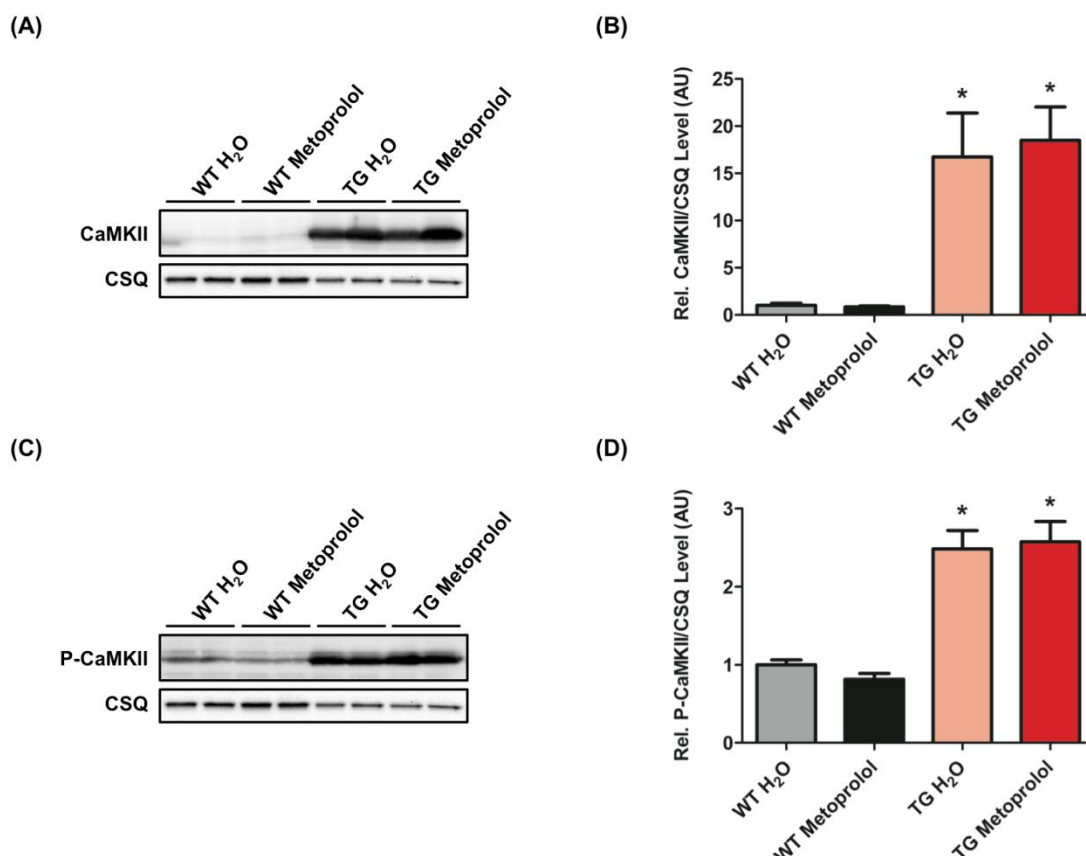 (A)
WT H₂O
WT Metoprolol
TG H₂O
TG Metoprolol
CaMKII
CSQ
(B)
Rel. CaMKII/CSQ Level (AU)
25
20
15
10
5
0
*
*
WT H₂O
WT Metoprolol
TG H₂O
TG Metoprolol
(C)
WT H₂O
WT Metoprolol
TG H₂O
TG Metoprolol
P-CaMKII
CSQ
(D)
Rel. P-CaMKII/CSQ Level (AU)
3
2
1
0
*
*
WT H₂O
WT Metoprolol
TG H₂O
TG Metoprolol